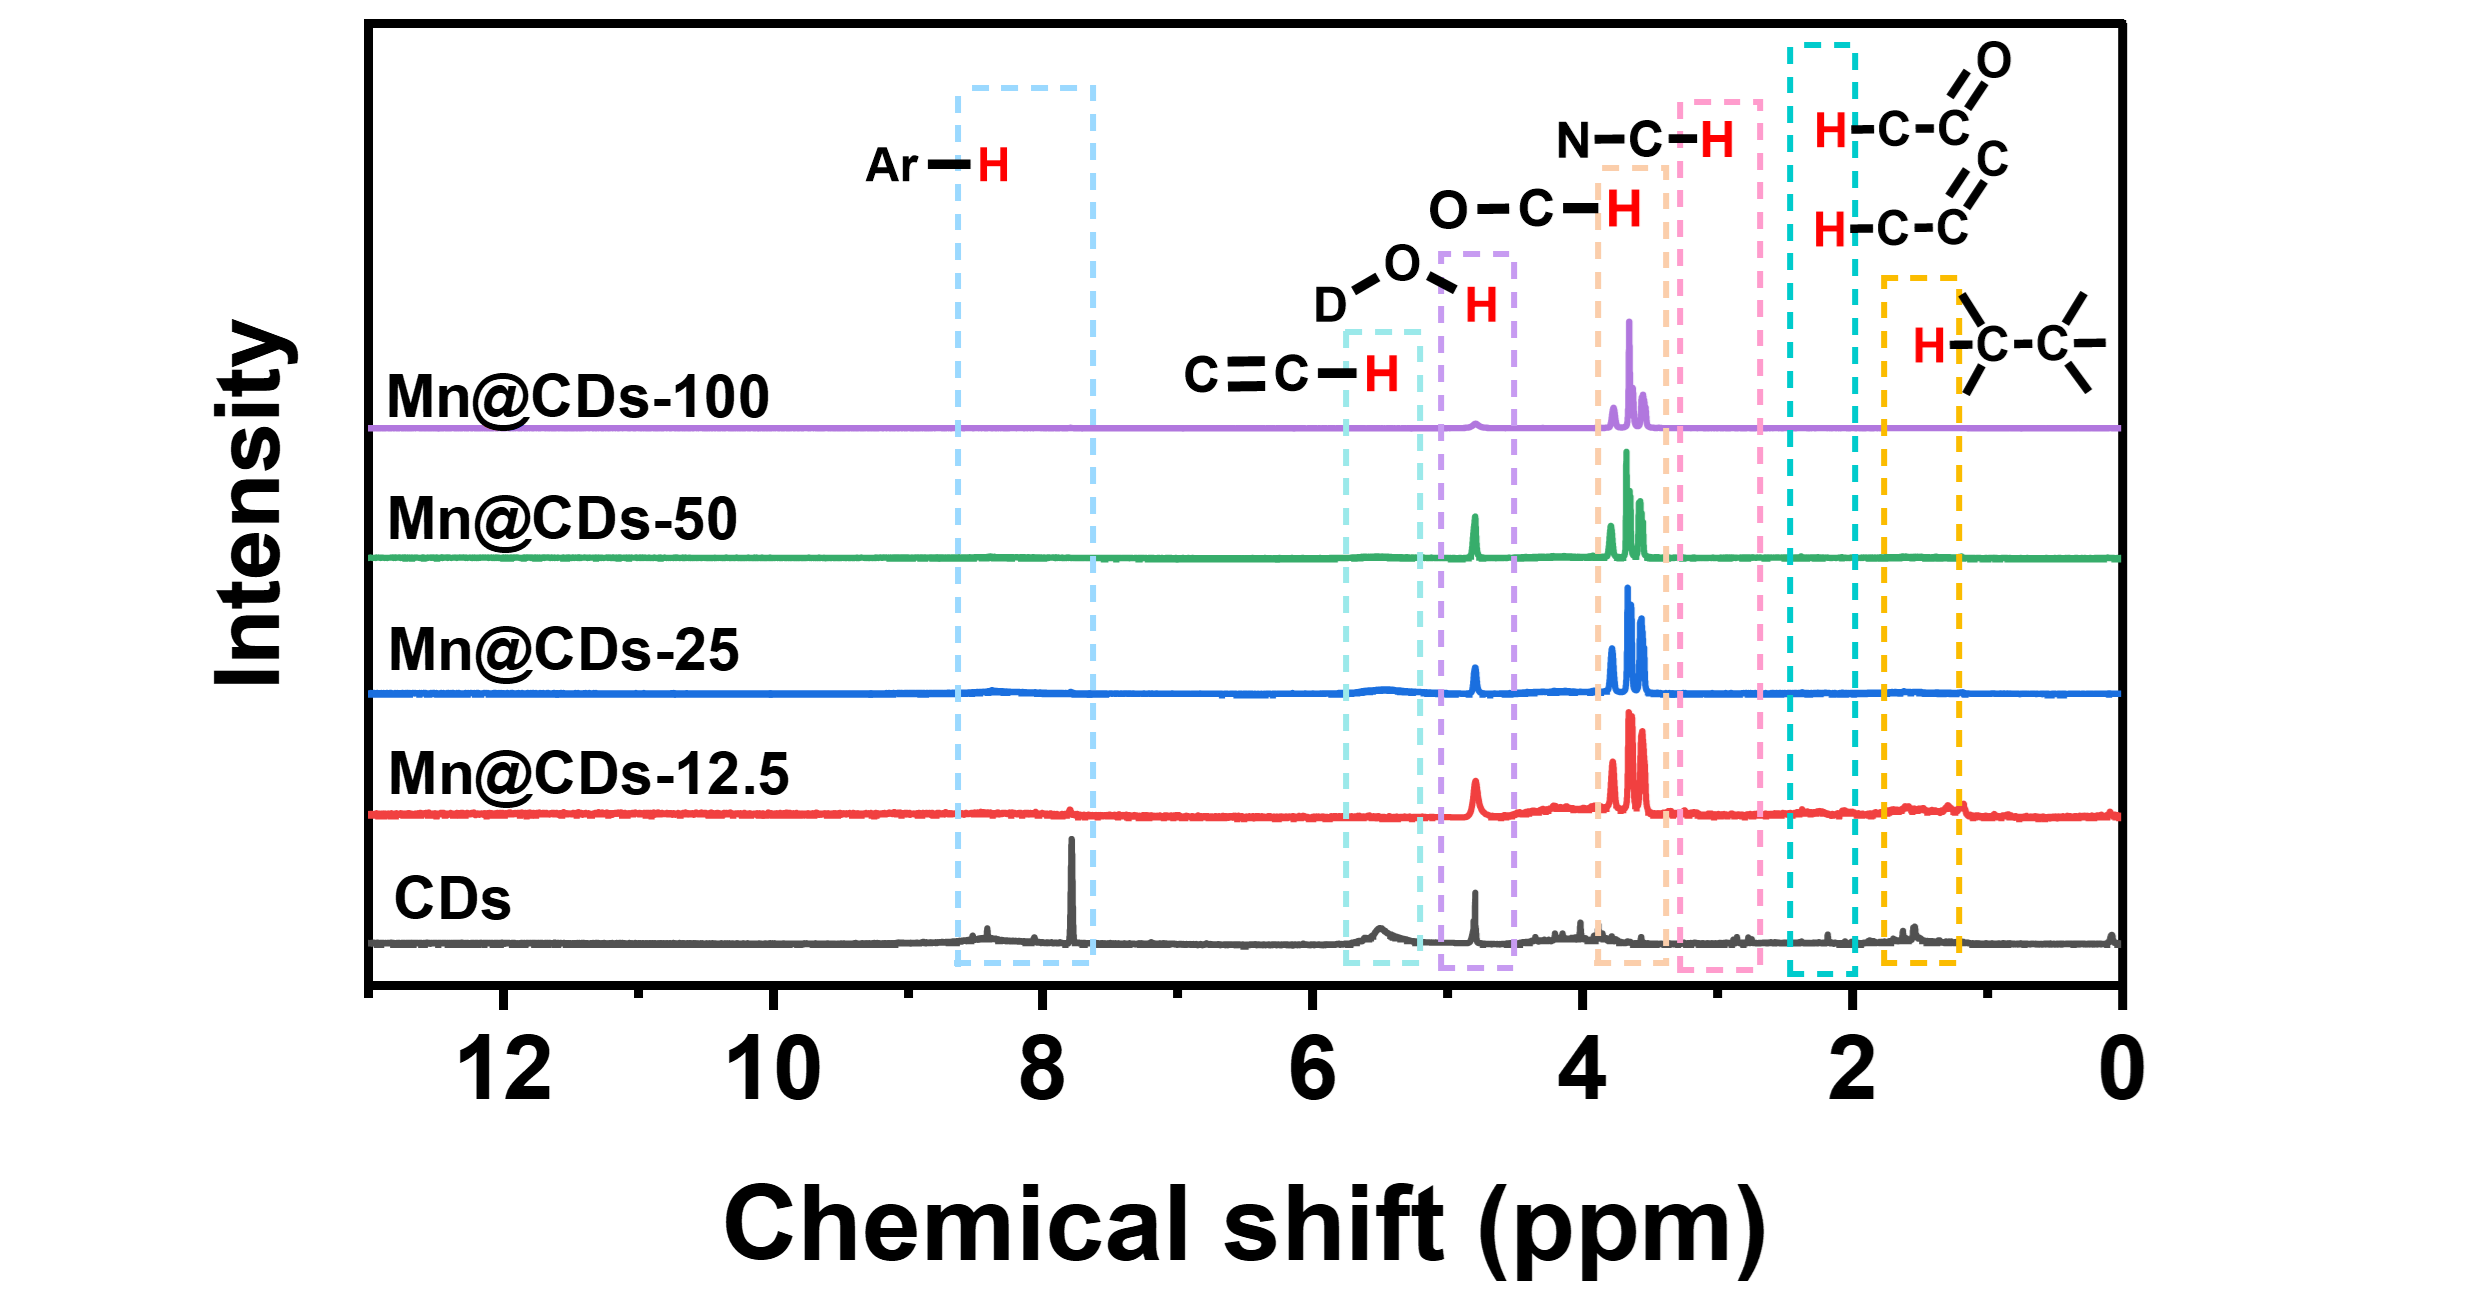 O
N–C–H
H–C–C
C
Ar–H
O–C–H
H–C–C
D O H
C=C–H
H–C–C–
Intensity
Mn@CDs-100
Mn@CDs-50
Mn@CDs-25
Mn@CDs-12.5
CDs
12 10 8 6 4 2 0
Chemical shift (ppm)